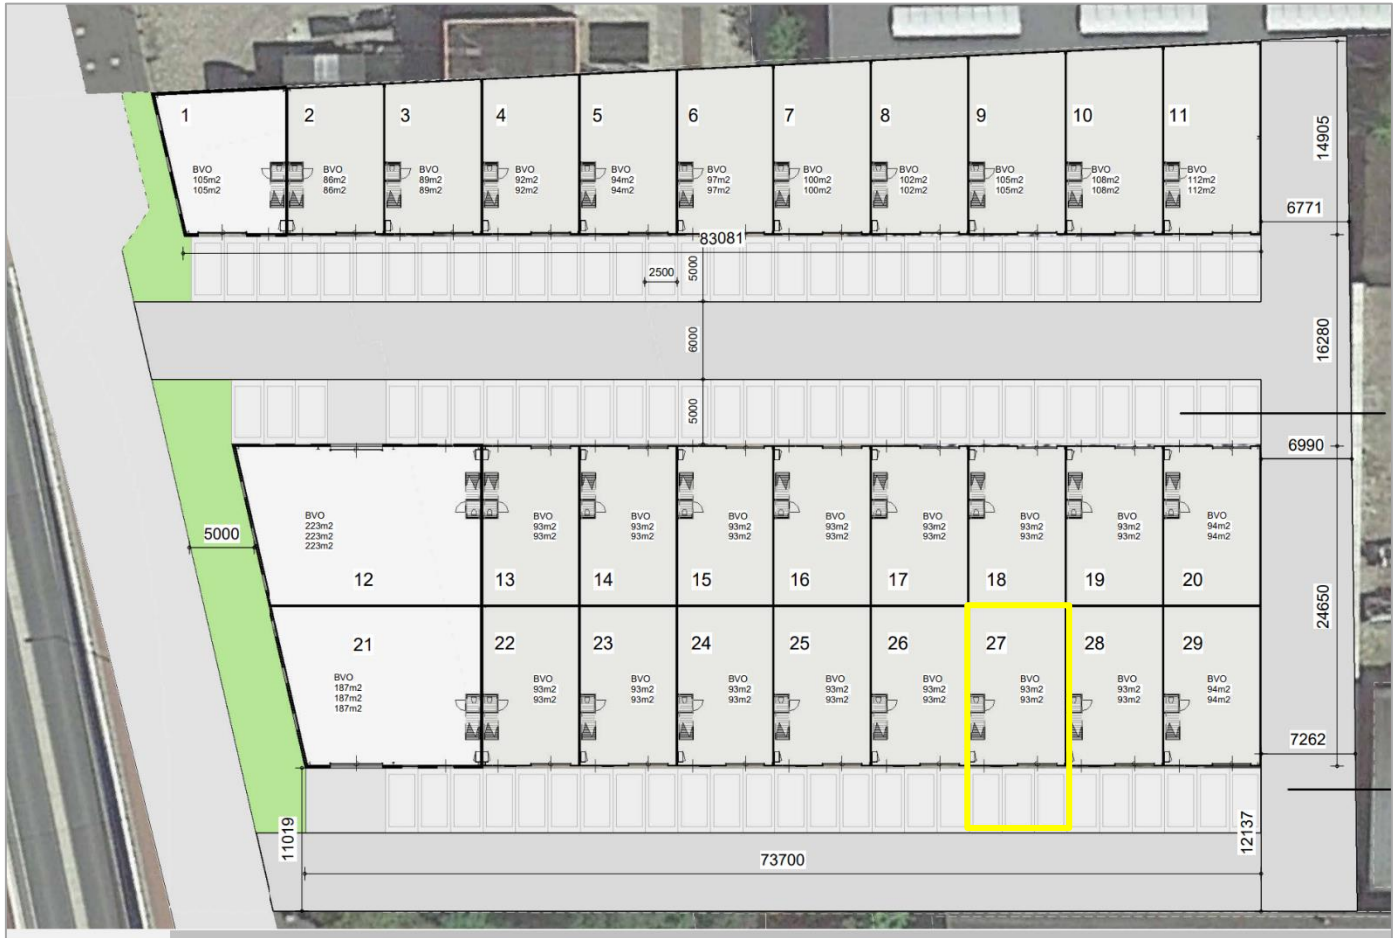 1
2
3
4
5
6
7
8
9
10
11
14905
BVO
105m2
105m2
BVO
86m2
86m2
BVO
89m2
89m2
BVO
92m2
92m2
BVO
94m2
94m2
BVO
97m2
97m2
BVO
100m2
100m2
BVO
102m2
102m2
BVO
105m2
105m2
BVO
108m2
108m2
BVO
112m2
112m2
6771
83081
2500
5000
6000
16280
5000
6990
BVO
223m2
223m2
223m2
BVO
93m2
93m2
BVO
93m2
93m2
BVO
93m2
93m2
BVO
93m2
93m2
BVO
93m2
93m2
BVO
93m2
93m2
BVO
93m2
93m2
BVO
94m2
94m2
5000
12
13
14
15
16
17
18
19
20
24650
21
22
23
24
25
26
27
28
29
BVO
187m2
187m2
187m2
BVO
93m2
93m2
BVO
93m2
93m2
BVO
93m2
93m2
BVO
93m2
93m2
BVO
93m2
93m2
BVO
93m2
93m2
BVO
93m2
93m2
BVO
94m2
94m2
7262
11019
12137
73700